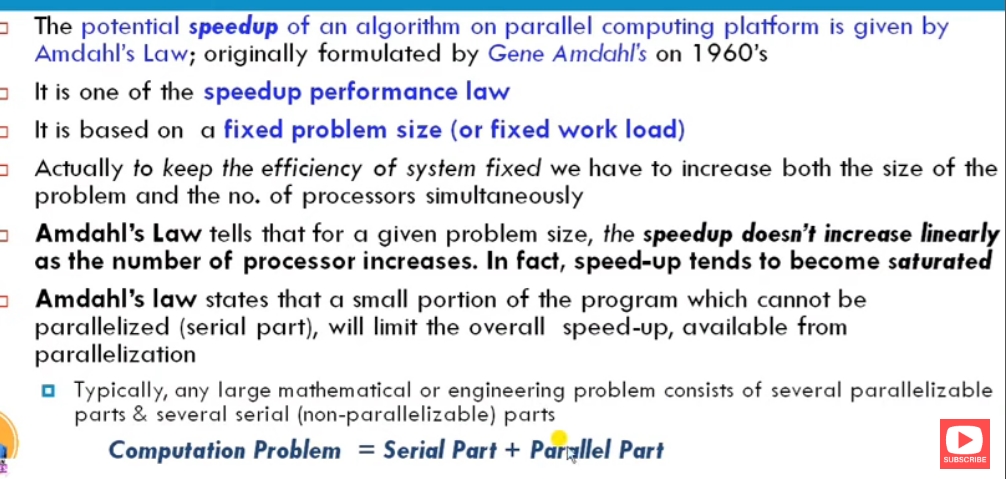 The potential speedup of an algorithm on parallel computing platform is given by
Amdahl's Law; originally formulated by Gene Amdahl's on 1960's
It is one of the speedup performance law
It is based on a fixed problem size (or fixed work load)
Actually to keep the efficiency of system fixed we have to increase both the size of the
problem and the no. of processors simultaneously
Amdahl's Law tells that for a given problem size, the speedup doesn't increase linearly
as the number of processor increases. In fact, speed-up tends to become saturated
Amdahl's law states that a small portion of the program which cannot be
parallelized (serial part), will limit the overall speed-up, available from
parallelization
Typically, any large mathematical or engineering problem consists of several parallelizable
parts & several serial (non-parallelizable) parts
Computation Problem = Serial Part + Parallel Part
SUBSCRIBE